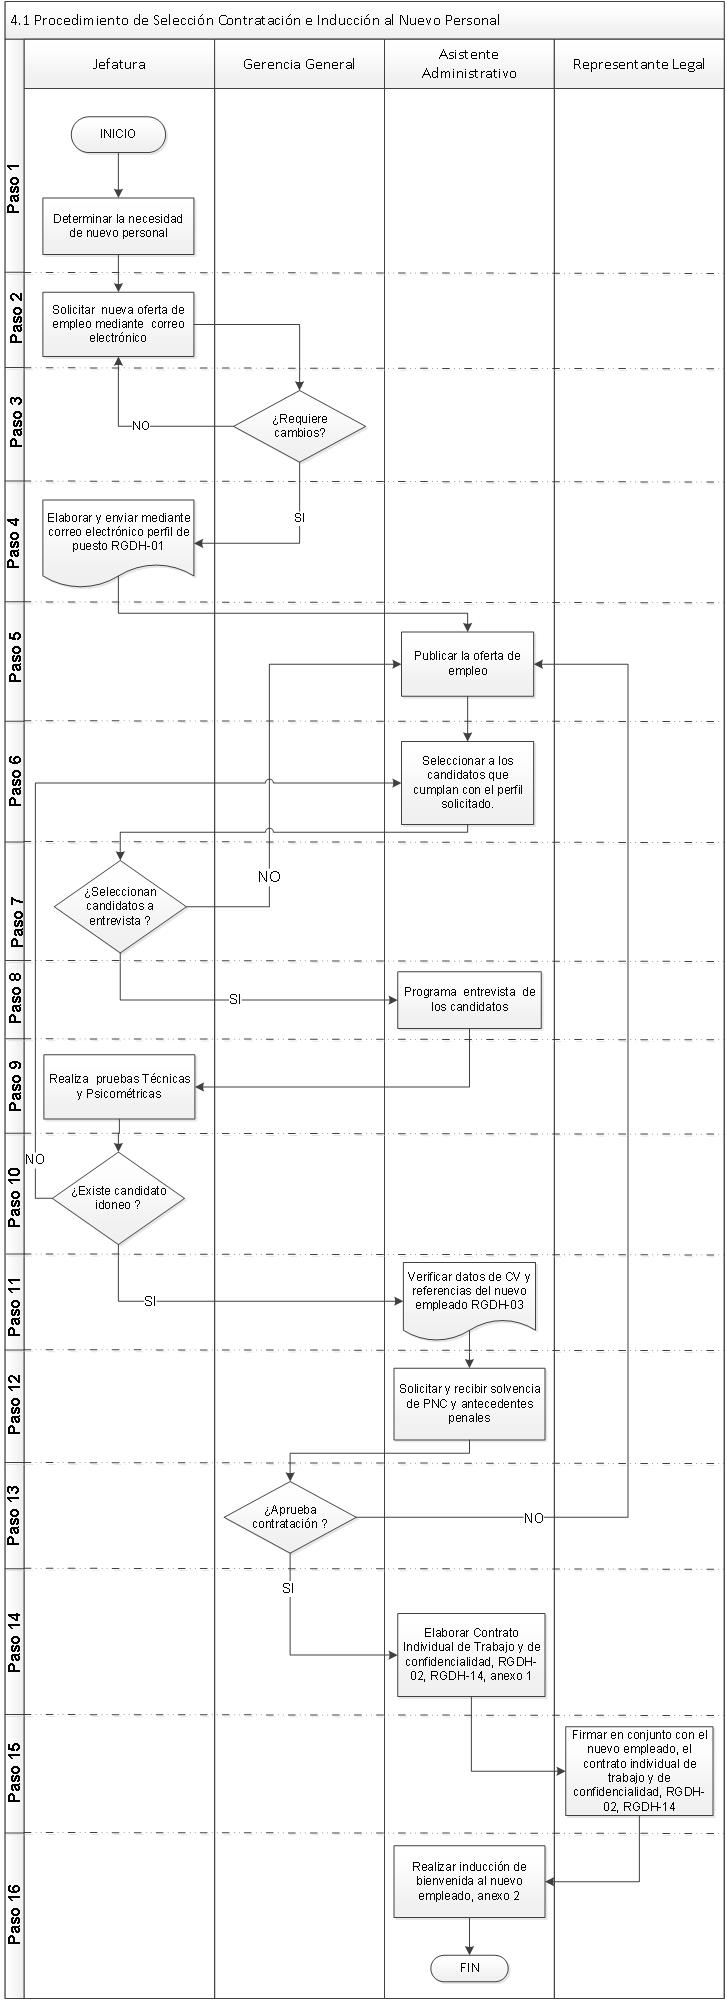 4.1 Procedimiento de Selección Contratación e Inducción al Nuevo Personal
Jefatura
Gerencia General
Asistente
Administrativo
Representante Legal
Paso 1
INICIO
Determinar la necesidad
de nuevo personal
Paso 2
Solicitar nueva oferta de
empleo mediante correo
electrónico
Paso 3
¿Requiere
cambios?
NO
SI
Paso 4
Elaborar y enviar mediante
correo electrónico perfil de
puesto RGDH-01
Paso 5
Publicar la oferta de
empleo
Paso 6
Seleccionar a los
candidatos que
cumplan con el perfil
solicitado.
Paso 7
¿Seleccionan
candidatos a
entrevista ?
NO
SI
Paso 8
Programa entrevista de
los candidatos
Paso 9
Realiza pruebas Técnicas
y Psicométricas
Paso 10
NO
¿Existe candidato
idoneo ?
SI
Paso 11
Verificar datos de CV y
referencias del nuevo
empleado RGDH-03
Paso 12
Solicitar y recibir solvencia
de PNC y antecedentes
penales
Paso 13
¿Aprueba
contratación ?
NO
SI
Paso 14
Elaborar Contrato
Individual de Trabajo y de
confidencialidad, RGDH-
02, RGDH-14, anexo 1
Paso 15
Firmar en conjunto con el
nuevo empleado, el
contrato individual de
trabajo y de
confidencialidad, RGDH-
02, RGDH-14
Paso 16
Realizar inducción de
bienvenida al nuevo
empleado, anexo 2
FIN